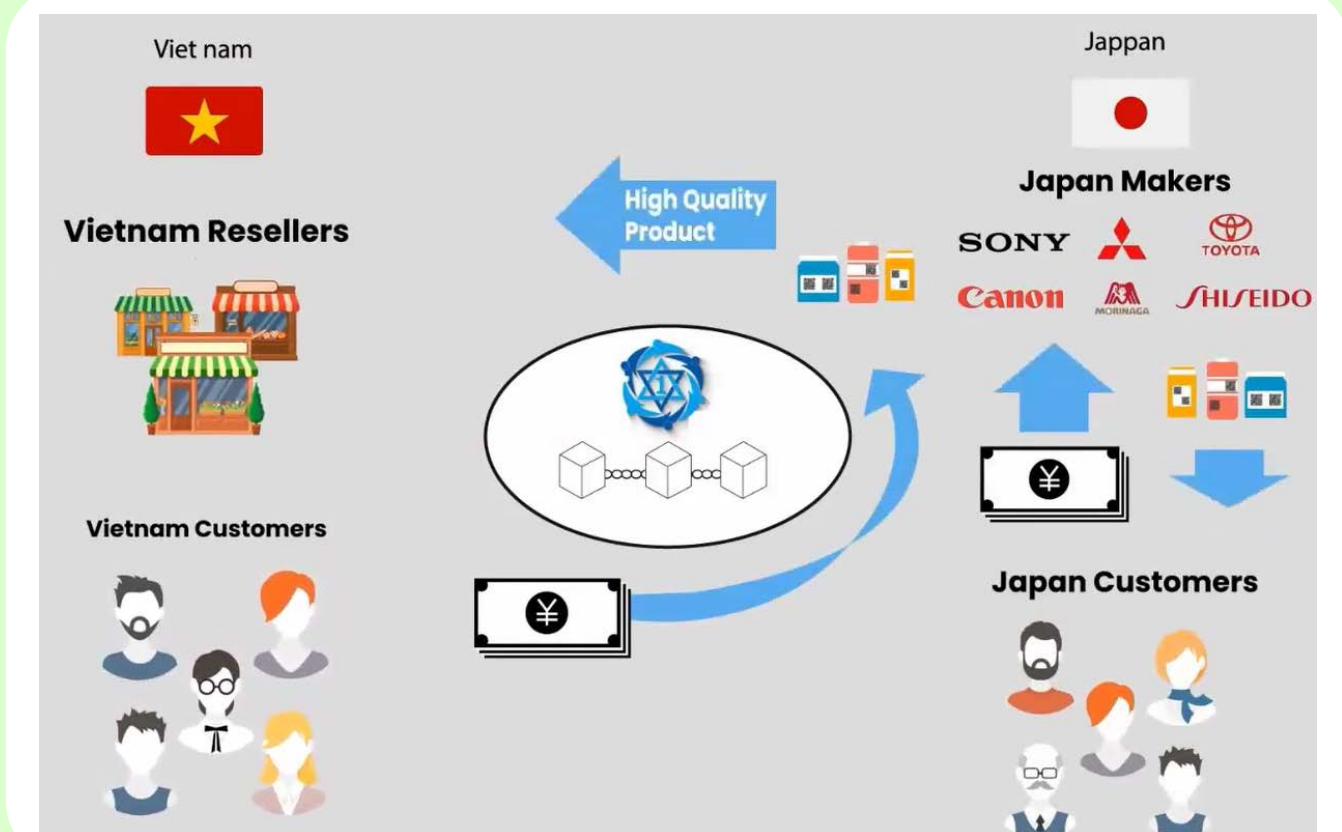 Viet nam
Jappan
Japan Makers
Vietnam Resellers
High Quality
Product
SONY
TOYOTA
Canon
MORINAGA
SHISEIDO
1
¥
Vietnam Customers
¥
Japan Customers